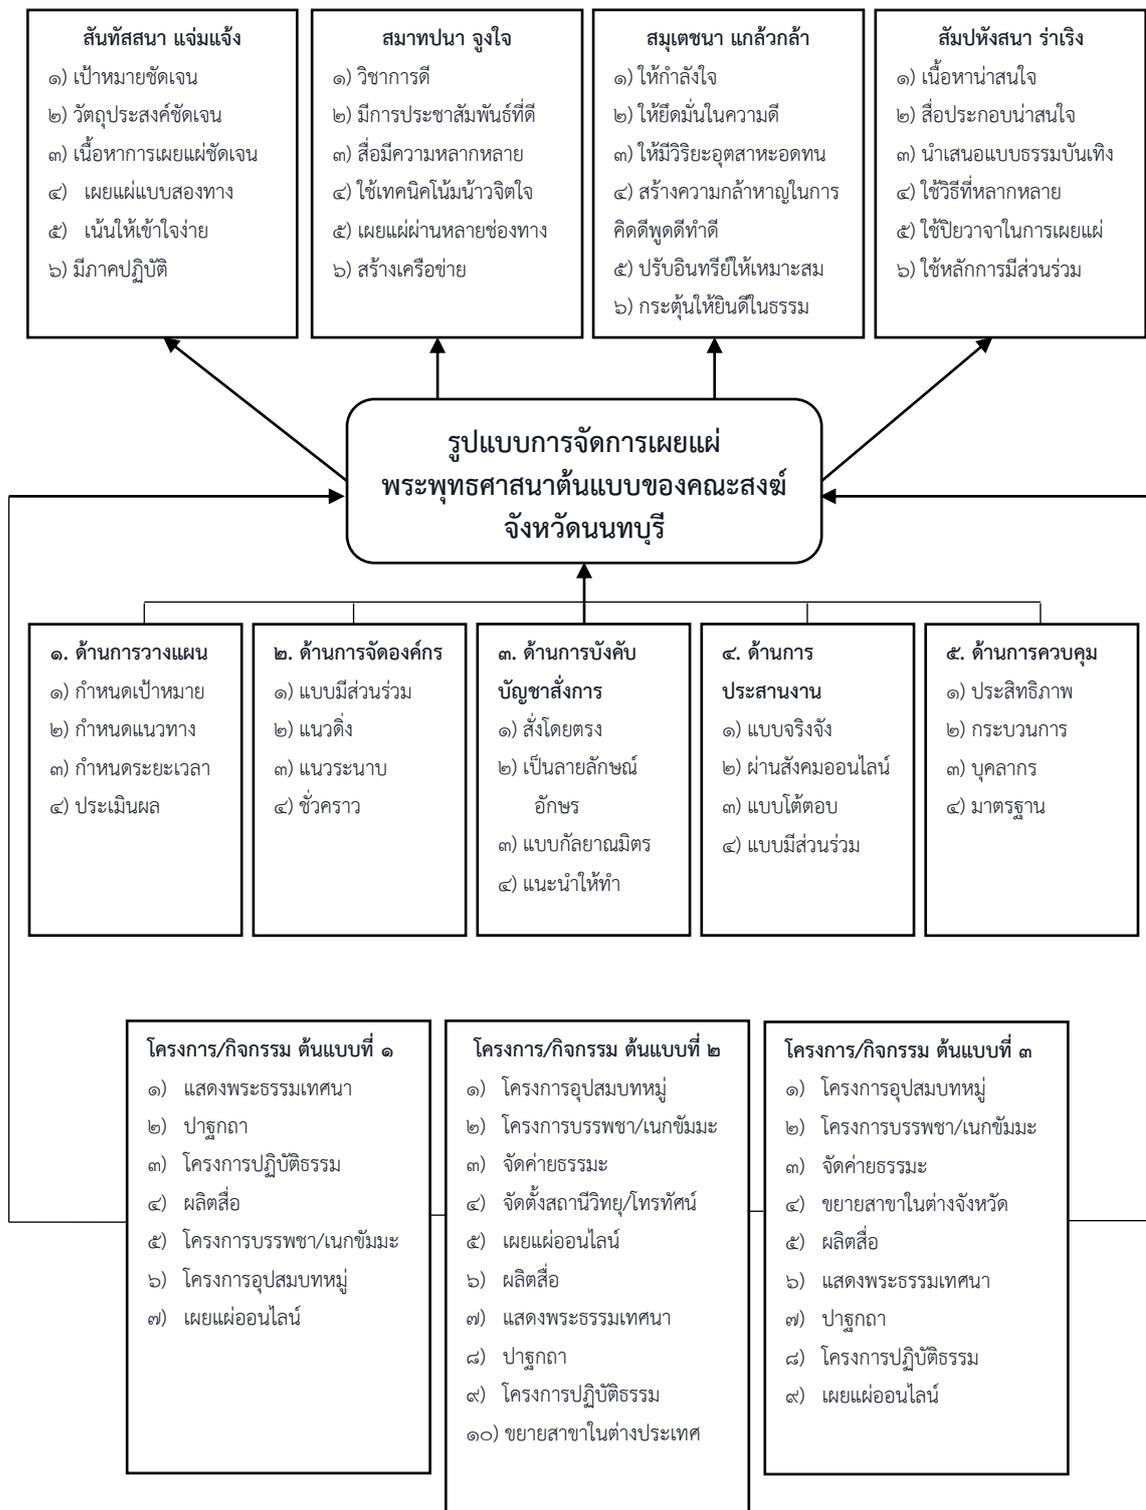 สันทัสสนา แจ่มแจ้ง
๑) เป้าหมายชัดเจน
๒) วัตถุประสงค์ชัดเจน
๓) เนื้อหาการเผยแผ่ชัดเจน
๔) เผยแผ่แบบสองทาง
๕) เน้นให้เข้าใจง่าย
๖) มีภาคปฏิบัติ
สมาทปนา จูงใจ
๑) วิชาการดี
๒) มีการประชาสัมพันธ์ที่ดี
๓) สื่อมีความหลากหลาย
๔) ใช้เทคนิคโน้มน้าวจิตใจ
๕) เผยแผ่ผ่านหลายช่องทาง
๖) สร้างเครือข่าย
สมุเตชนา แกล้วกล้า
๑) ให้กำลังใจ
๒) ให้ยึดมั่นในความดี
๓) ให้มีวิริยะอุตสาหะอดทน
๔) สร้างความกล้าหาญในการ
คิดดีพูดดีทำดี
๕) ปรับอินทรีย์ให้เหมาะสม
๖) กระตุ้นให้ยินดีในธรรม
สัมปหังสนา ร่าเริง
๑) เนื้อหาน่าสนใจ
๒) สื่อประกอบน่าสนใจ
๓) นำเสนอแบบธรรมบันเทิง
๔) ใช้วิธีที่หลากหลาย
๕) ใช้ปิยวาจาในการเผยแผ่
๖) ใช้หลักการมีส่วนร่วม
รูปแบบการจัดการเผยแผ่
พระพุทธศาสนาต้นแบบของคณะสงฆ์
จังหวัดนนทบุรี
๑. ด้านการวางแผน
๑) กำหนดเป้าหมาย
๒) กำหนดแนวทาง
๓) กำหนดระยะเวลา
๔) ประเมินผล
๒. ด้านการจัดองค์กร
๑) แบบมีส่วนร่วม
๒) แนวดิ่ง
๓) แนวระนาบ
๔) ชั่วคราว
๓. ด้านการบังคับ
บัญชาสั่งการ
๑) สั่งโดยตรง
๒) เป็นลายลักษณ์
อักษร
๓) แบบกัลยาณมิตร
๔) แนะนำให้ทำ
๔. ด้านการ
ประสานงาน
๑) แบบจริงจัง
๒) ผ่านสังคมออนไลน์
๓) แบบโต้ตอบ
๔) แบบมีส่วนร่วม
๕. ด้านการควบคุม
๑) ประสิทธิภาพ
๒) กระบวนการ
๓) บุคลากร
๔) มาตรฐาน
โครงการ/กิจกรรม ต้นแบบที่ ๑
๑) แสดงพระธรรมเทศนา
๒) ปาฐกถา
๓) โครงการปฏิบัติธรรม
๔) ผลิตสื่อ
๕) โครงการบรรพชา/เนกขัมมะ
๖) โครงการอุปสมบทหมู่
๗) เผยแผ่ออนไลน์
โครงการ/กิจกรรม ต้นแบบที่ ๒
๑) โครงการอุปสมบทหมู่
๒) โครงการบรรพชา/เนกขัมมะ
๓) จัดค่ายธรรมะ
๔) จัดตั้งสถานีวิทยุ/โทรทัศน์
๕) เผยแผ่ออนไลน์
๖) ผลิตสื่อ
๗) แสดงพระธรรมเทศนา
๘) ปาฐกถา
๙) โครงการปฏิบัติธรรม
๑๐) ขยายสาขาในต่างประเทศ
โครงการ/กิจกรรม ต้นแบบที่ ๓
๑) โครงการอุปสมบทหมู่
๒) โครงการบรรพชา/เนกขัมมะ
๓) จัดค่ายธรรมะ
๔) ขยายสาขาในต่างจังหวัด
๕) ผลิตสื่อ
๖) แสดงพระธรรมเทศนา
๗) ปาฐกถา
๘) โครงการปฏิบัติธรรม
๙) เผยแผ่ออนไลน์